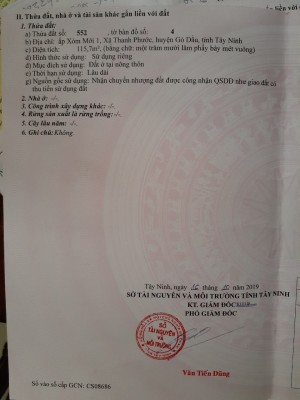 II. Thửa đất, nhà ở và tài sản khác gắn liền với đất
1. Thửa đất:
a) Thửa đất số: 552 , tờ bản đồ số: 4
b) Địa chỉ: ấp Xóm Mới 1, Xã Thanh Phước, huyện Gò Dầu, tỉnh Tây Ninh
c) Diện tích: 115,7m², (bằng chữ: một trăm mười lăm phẩy bảy mét vuông)
d) Hình thức sử dụng: Sử dụng riêng
đ) Mục đích sử dụng: Đất ở tại nông thôn
e) Thời hạn sử dụng: Lâu dài
g) Nguồn gốc sử dụng: Nhận chuyển nhượng đất được công nhận QSDĐ như giao đất có
thu tiền sử dụng đất
2. Nhà ở: -/-.
3. Công trình xây dựng khác: -/-.
4. Rừng sản xuất là rừng trồng: -/-.
5. Cây lâu năm: -/-.
6. Ghi chú: Không.
Tây Ninh, ngày tháng năm 2019
SỞ TÀI NGUYÊN VÀ MÔI TRƯỜNG TỈNH TÂY NINH
KT. GIÁM ĐỐC
PHÓ GIÁM ĐỐC
SỞ
TÀI NGUYÊN
VÀ
MÔI TRƯỜNG
Văn Tiến Dũng
Số vào sổ cấp GCN: CS08686